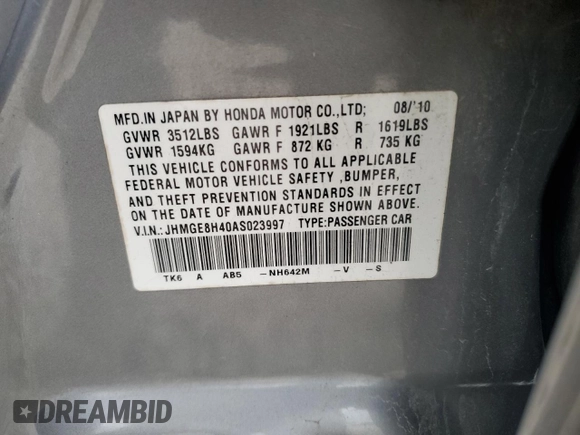 MFD.IN JAPAN BY HONDA MOTOR CO.,LTD; 08/'10
GVWR 3512LBS GAWR F 1921LBS R 1619LBS
GVWR 1594KG GAWR F 872 KG R 735 KG
THIS VEHICLE CONFORMS TO ALL APPLICABLE
FEDERAL MOTOR VEHICLE SAFETY ,BUMPER,
AND THEFT PREVENTION STANDARDS IN EFFECT
ON THE DATE OF MANUFACTURE SHOWN ABOVE.
V.I.N.:JHMGE8H40AS023997 TYPE:PASSENGER CAR
TK6 A AB5 -NH642M -V -S
DREAMBID